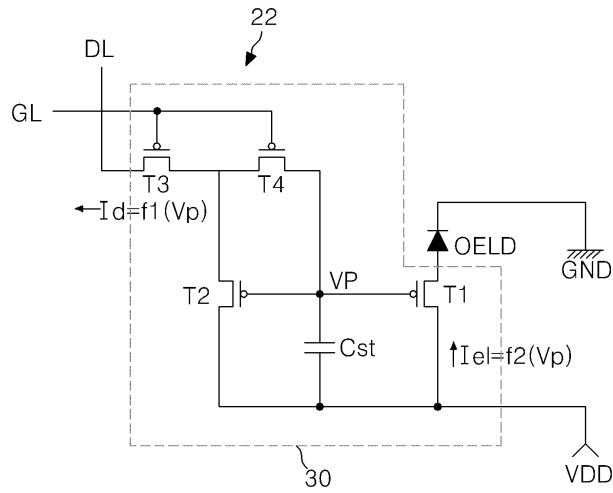 22
DL
GL
T3
T4
Id=f1(Vp)
OELD
GND
T2
VP
T1
Cst
Iel=f2(Vp)
30
VDD